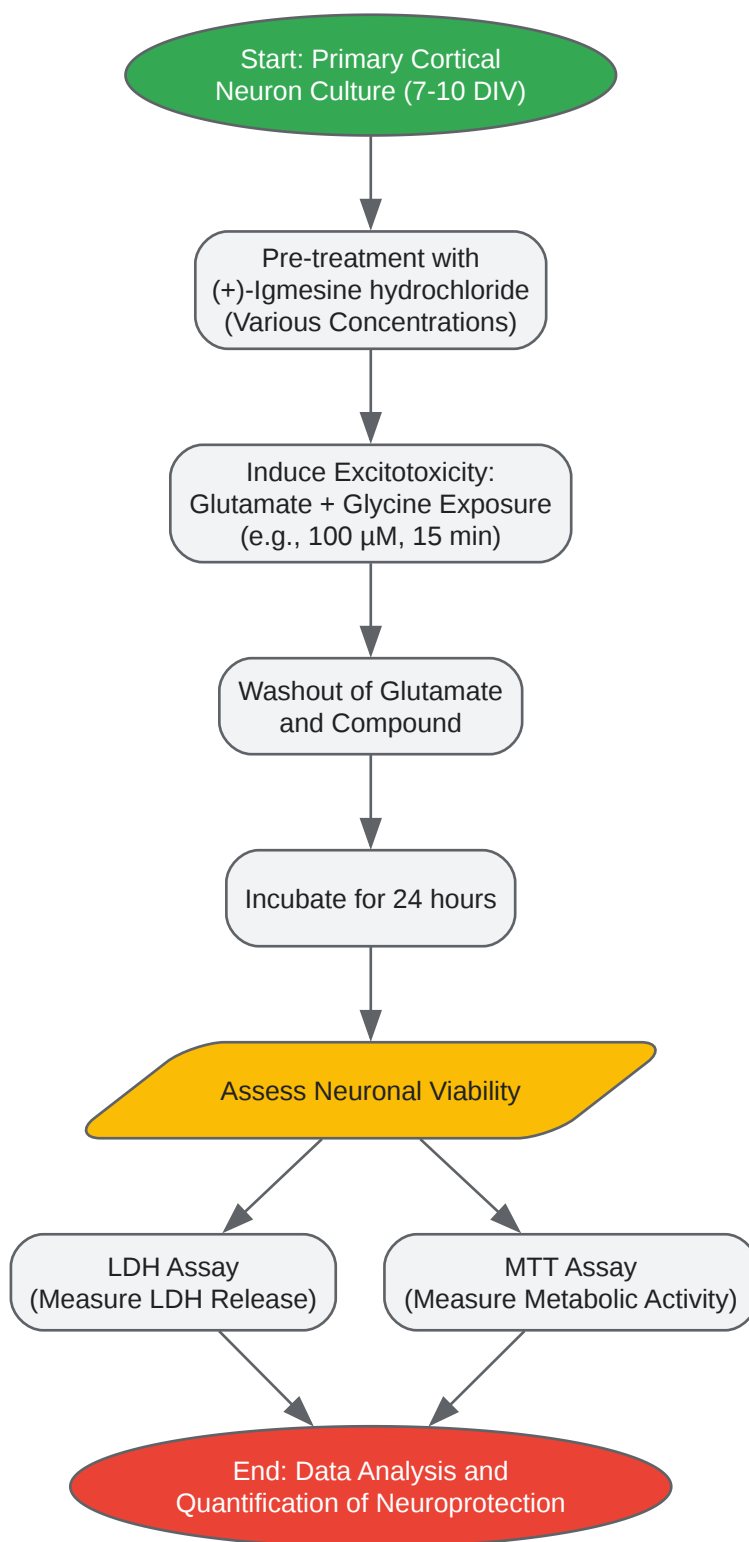 Start: Primary Cortical
Neuron Culture (7-10 DIV)
Pre-treatment with
(+)-Igmesine hydrochloride
(Various Concentrations)
Induce Excitotoxicity:
Glutamate + Glycine Exposure
(e.g., 100 µM, 15 min)
Washout of Glutamate
and Compound
Incubate for 24 hours
Assess Neuronal Viability
LDH Assay
(Measure LDH Release)
MTT Assay
(Measure Metabolic Activity)
End: Data Analysis and
Quantification of Neuroprotection